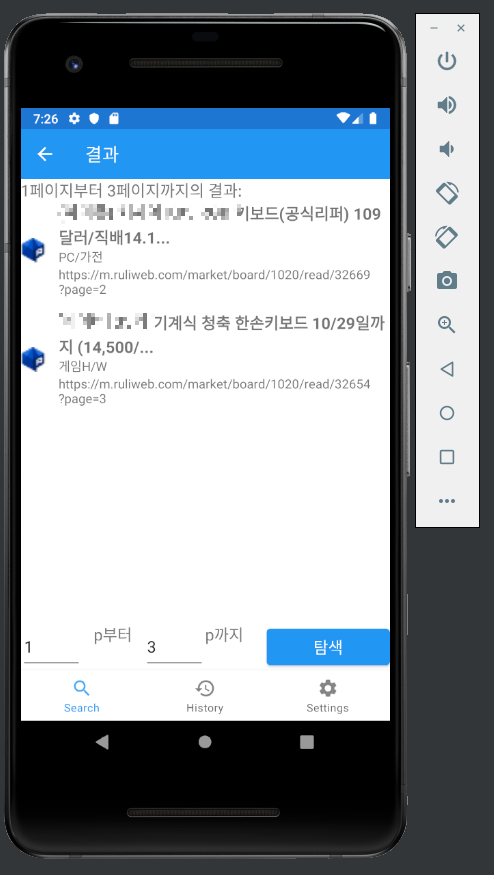 7:26
결과
1페이지부터 3페이지까지의 결과:
키보드(공식리퍼) 109
달러/직배14.1...
PC/가전
https://m.ruliweb.com/market/board/1020/read/32669
?page=2
기계식 청축 한손키보드 10/29일까
지 (14,500/...
게임H/W
https://m.ruliweb.com/market/board/1020/read/32654
?page=3
1 p부터 3 p까지 탐색
Search History Settings